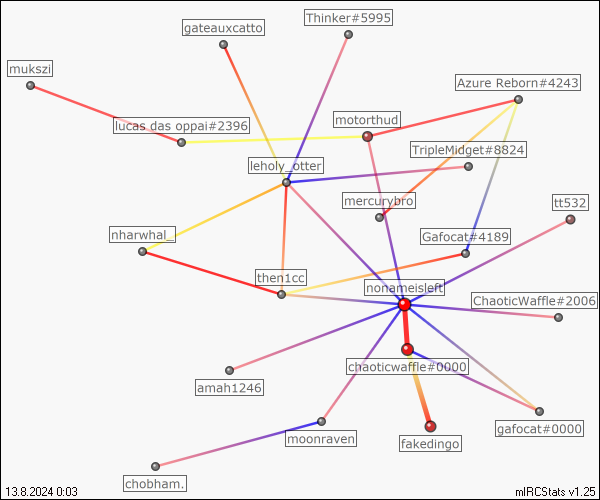 Thinker#5995
gateauxcatto
mukszi
Azure Reborn#4243
lucas das oppai#2396
motorthud
TripleMidget#8824
leholy_otter
mercurybro
tt532
nharwhal_
Gafocat#4189
then1cc
nonameisleft
ChaoticWaffle#2006
chaoticwaffle#0000
amah1246
gafocat#0000
moonraven
fakedingo
chobham.
13.8.2024 0:03
mIRCStats v1.25